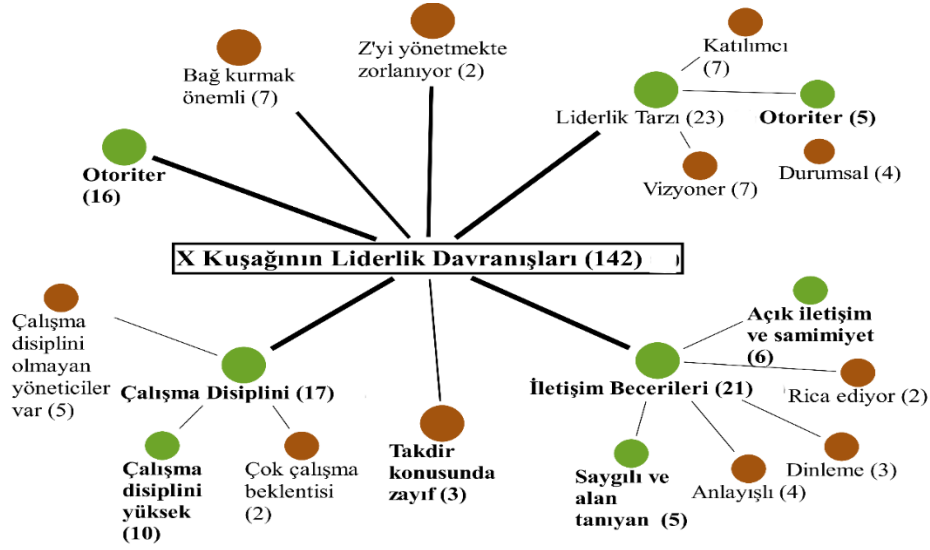 Bağ kurmak
önemli (7)
Z'yi yönetmekte
zorlanıyor (2)
Katılımcı
(7)
Liderlik Tarzı (23)
Otoriter (5)
Vizyoner (7)
Durumsal (4)
Otoriter
(16)
X Kuşağının Liderlik Davranışları (142)
Çalışma
disiplini
olmayan
yöneticiler
var (5)
Çalışma Disiplini (17)
Çalışma
disiplini
yüksek
(10)
Çok çalışma
beklentisi
(2)
Takdir
konusunda
zayıf (3)
Açık iletişim
ve samimiyet
(6)
İletişim Becerileri (21)
Rica ediyor (2)
Saygılı ve
alan
tanıyan (5)
Anlayışlı (4)
Dinleme (3)